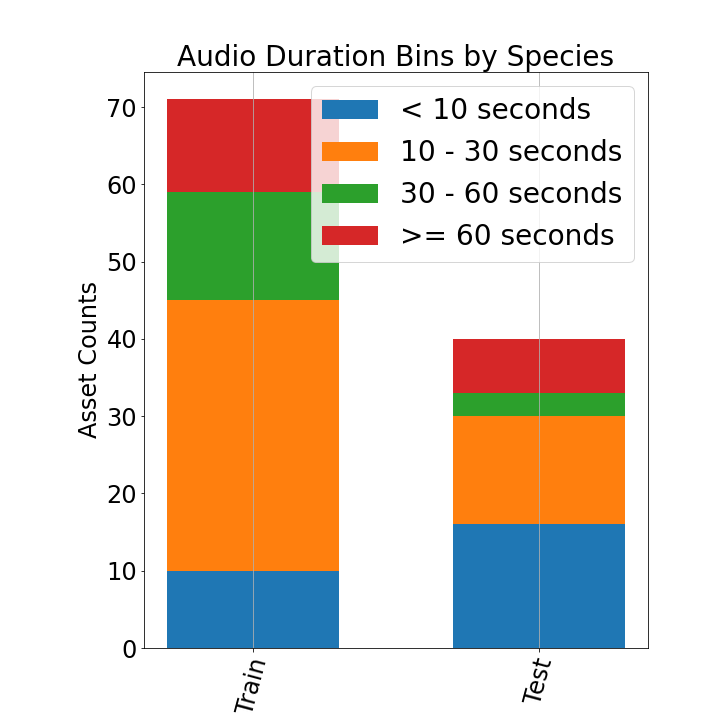 Audio Duration Bins by Species
< 10 seconds
10 - 30 seconds
30 - 60 seconds
>= 60 seconds
Asset Counts
70
60
50
40
30
20
10
0
Train
Test